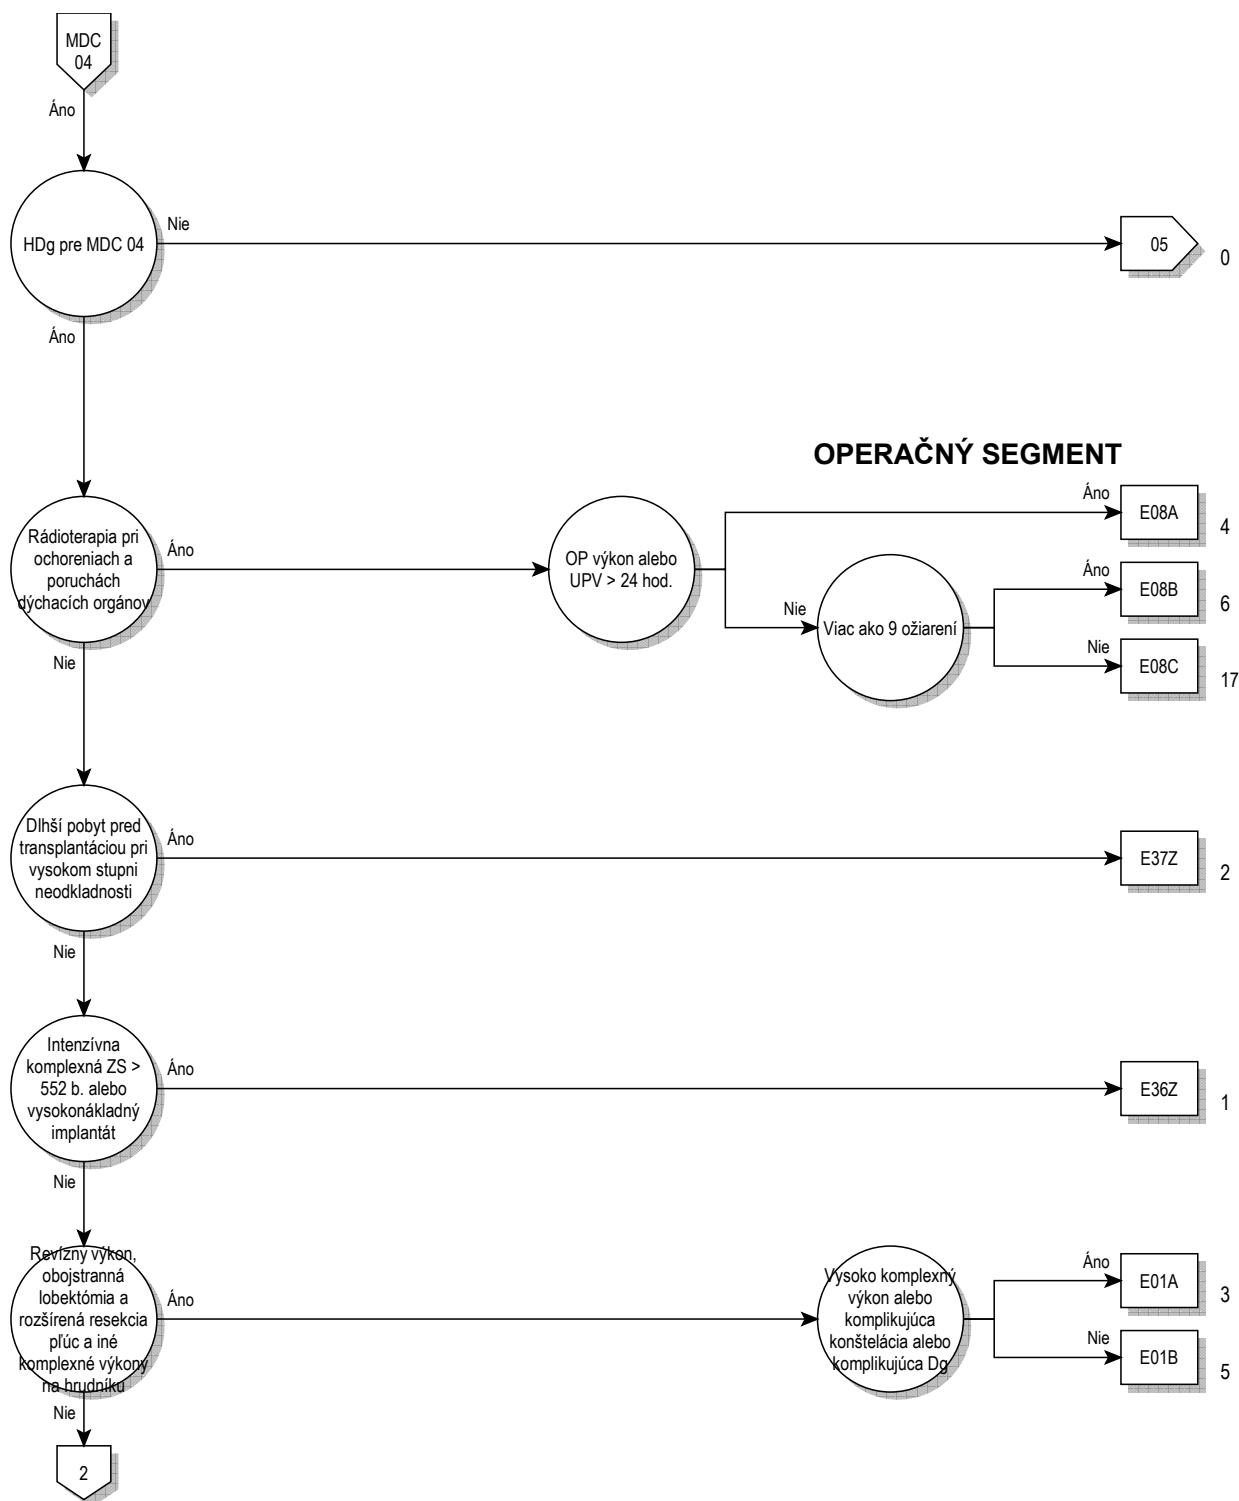 MDC
04
Áno
HDg pre MDC 04
Nie
05
0
Áno
OPERAČNÝ SEGMENT
Rádioterapia pri
ochoreniach a
poruchách
dýchacích orgánov
Áno
OP výkon alebo
UPV > 24 hod.
Áno
E08A
4
Nie
Viac ako 9 ožiarení
Áno
E08B
6
Nie
E08C
17
Nie
Dlhší pobyt pred
transplantáciou pri
vysokom stupni
neodkladnosti
Áno
E37Z
2
Nie
Intenzívna
komplexná ZS >
552 b. alebo
vysokonákladný
implantát
Áno
E36Z
1
Nie
Revízny výkon,
obojstranná
lobektómia a
rozšírená resekcia
pľúc a iné
komplexné výkony
na hrudníku
Áno
Vysoko komplexný
výkon alebo
komplikujúca
konštelácia alebo
komplikujúca Dg
Áno
E01A
3
Nie
E01B
5
Nie
2